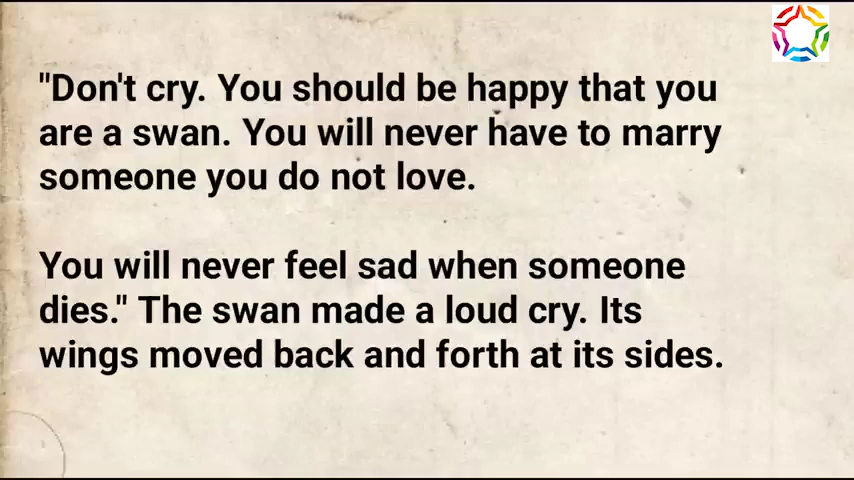 "Don't cry. You should be happy that you
are a swan. You will never have to marry
someone you do not love.
You will never feel sad when someone
dies." The swan made a loud cry. Its
wings moved back and forth at its sides.